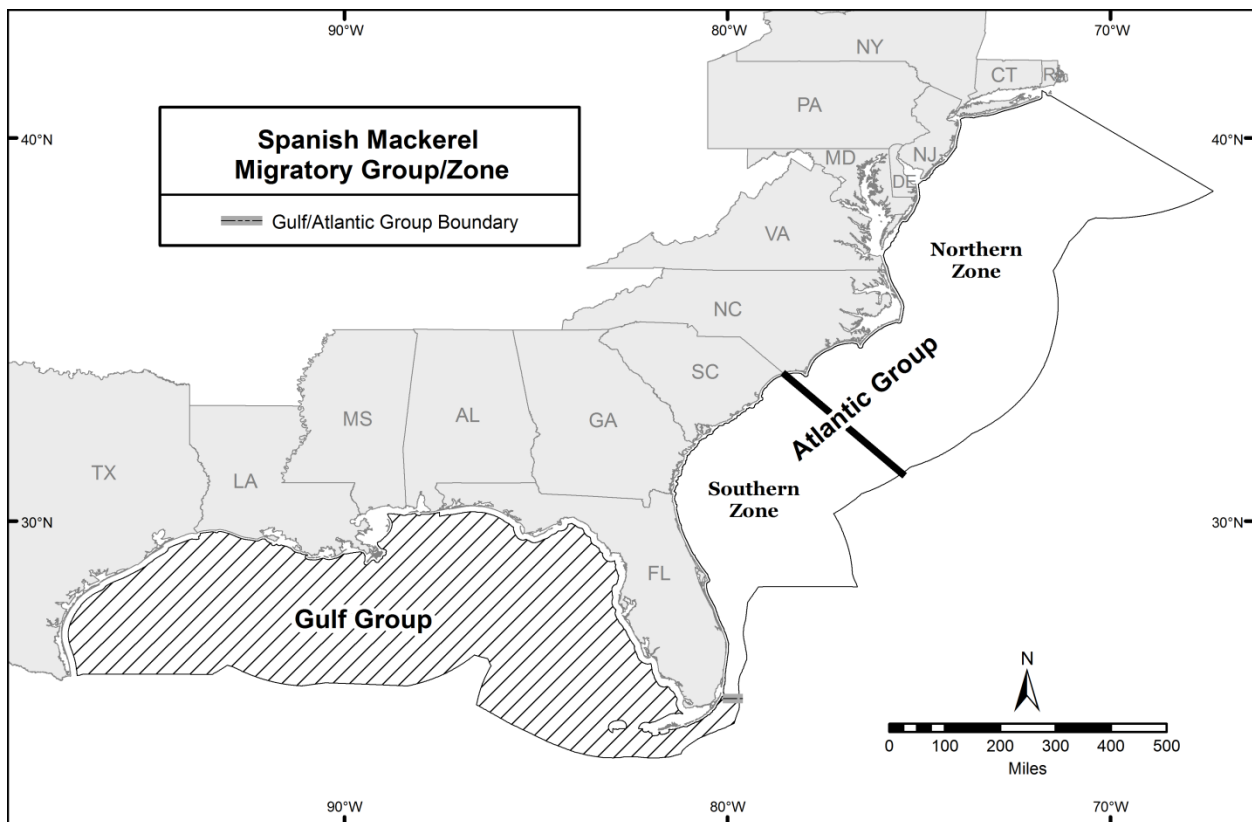 90°W
80°W
70°W
NY
CT
R
PA
40°N
40°N
Spanish Mackerel
Migratory Group/Zone
MD
NJ
DE
Gulf/Atlantic Group Boundary
VA
Northern
Zone
NC
SC
Atlantic Group
MS
AL
GA
TX
LA
Southern
Zone
30°N
30°N
FL
Gulf Group
N
0
100
200
300
400
500
Miles
90°W
80°W
70°W